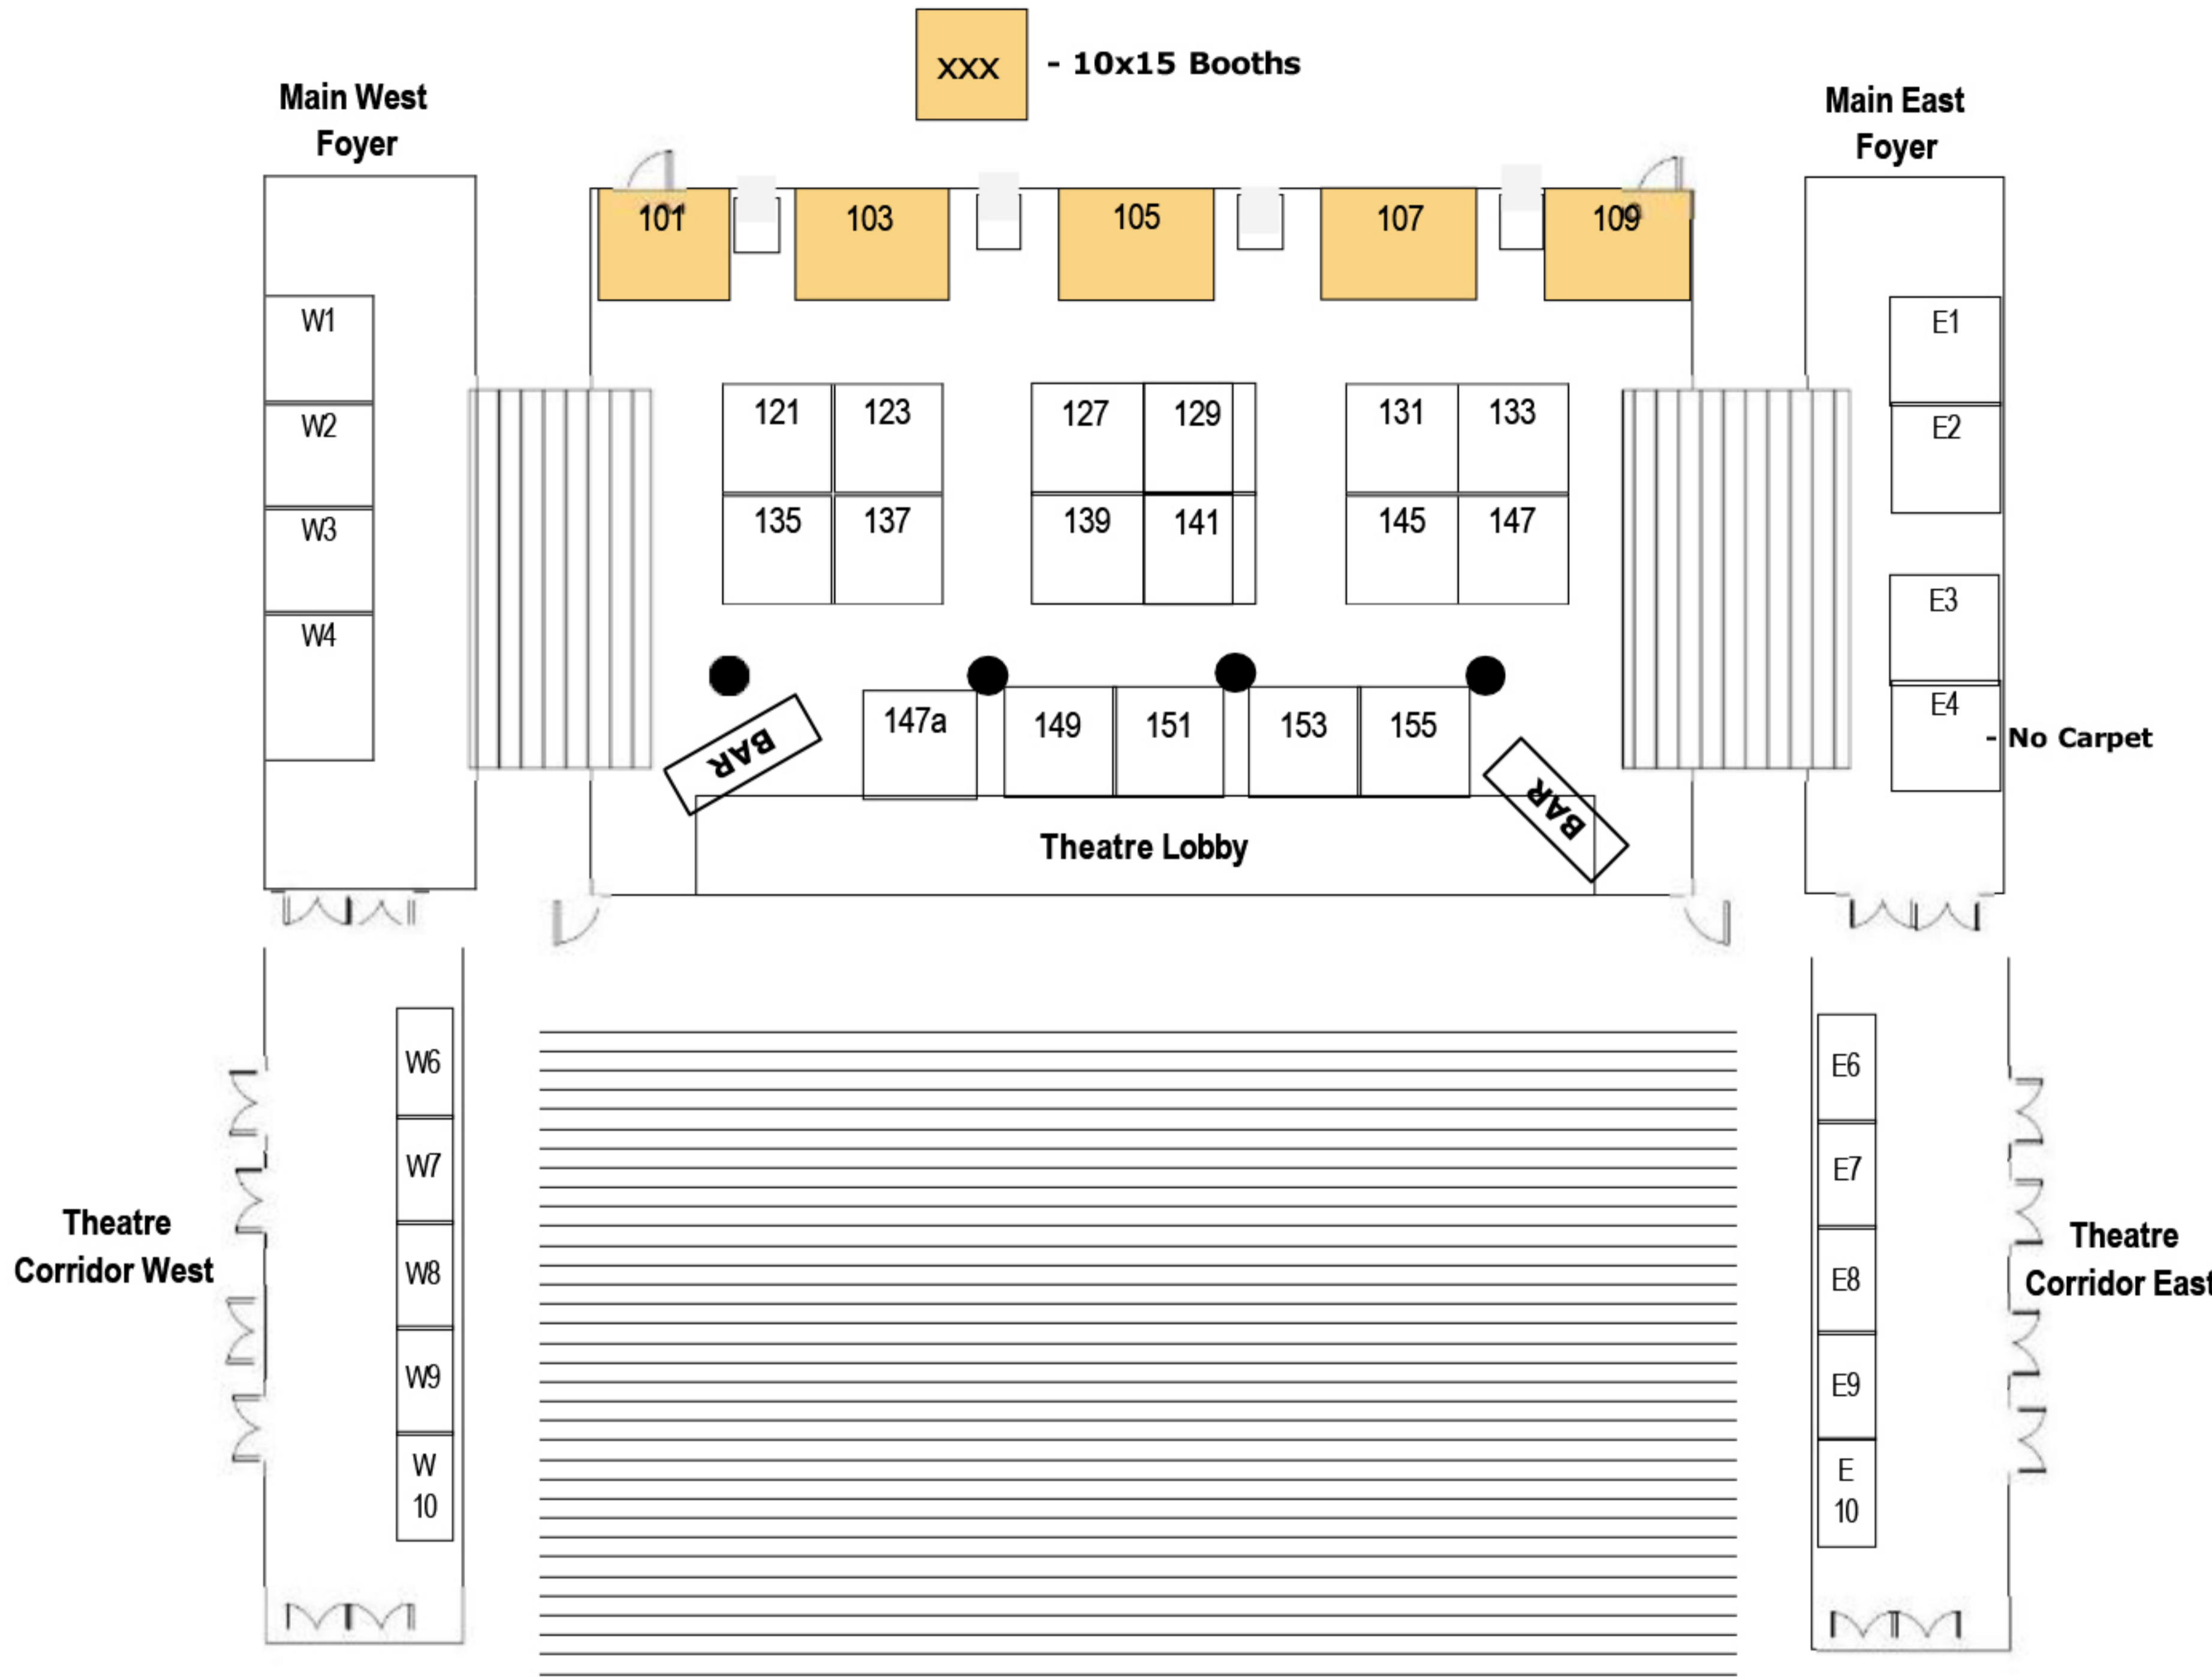 xxx - 10x15 Booths
Main West
Foyer
Main East
Foyer
101 103 105 107 109
W1
E1
121 123 127 129 131 133
W2
E2
135 137 139 141 145 147
W3
E3
W4
E4
147a 149 151 153 155
- No Carpet
BAR
BAR
Theatre Lobby
W6
E6
W7
E7
Theatre
Corridor West
W8
E8
Theatre
Corridor East
W9
E9
W
10
E
10